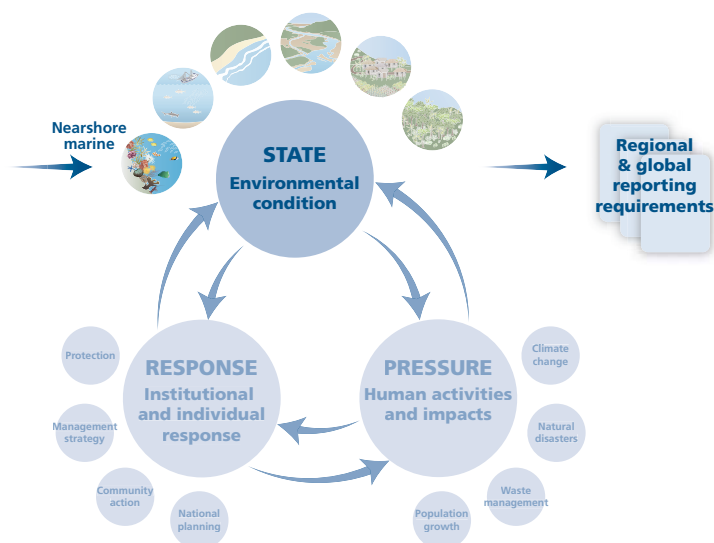 Nearshore
marine
STATE
Environmental
condition
Regional
& global
reporting
requirements
RESPONSE
Institutional
and individual
response
PRESSURE
Human activities
and impacts
Protection
Management
strategy
Community
action
National
planning
Climate
change
Natural
disasters
Waste
management
Population
growth